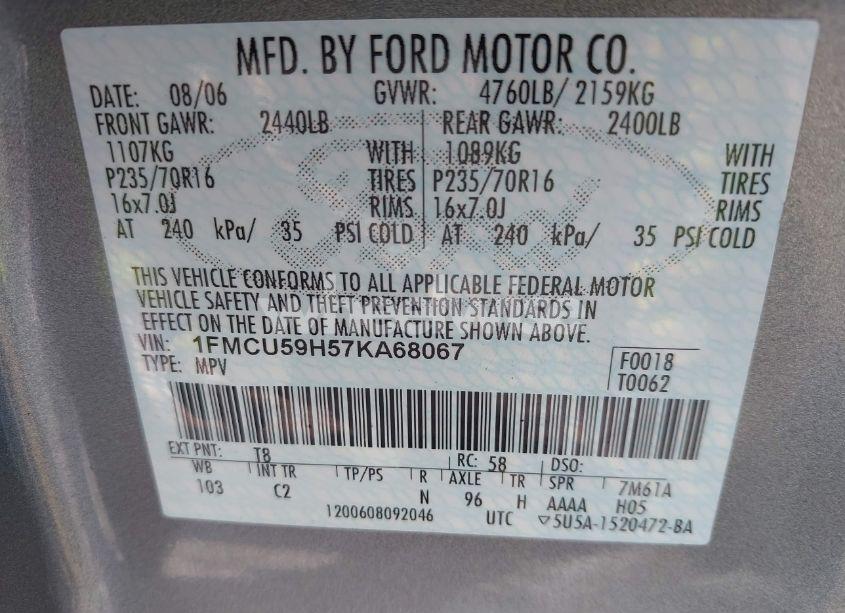 MFD. BY FORD MOTOR CO.
DATE: 08/06 GVWR: 4760LB/ 2159KG
FRONT GAWR: 2440LB REAR GAWR: 2400LB
1107KG WITH 1089KG WITH
P235/70R16 TIRES P235/70R16 TIRES
16x7.0J RIMS 16x7.0J RIMS
AT 240 kPa/ 35 PSI COLD AT 240 kPa/ 35 PSI COLD
THIS VEHICLE CONFORMS TO ALL APPLICABLE FEDERAL MOTOR
VEHICLE SAFETY AND THEFT PREVENTION STANDARDS IN
EFFECT ON THE DATE OF MANUFACTURE SHOWN ABOVE.
VIN: 1FMCU59H57KA68067
TYPE: MPV
F0018
T0062
EXT PNT: T8 RC: 58 DSO:
WB INT TR TP/PS R AXLE TR SPR 7M61A
103 C2 N 96 H AAAA H05
1200608092046 UTC ▽5U5A-1520472-BA